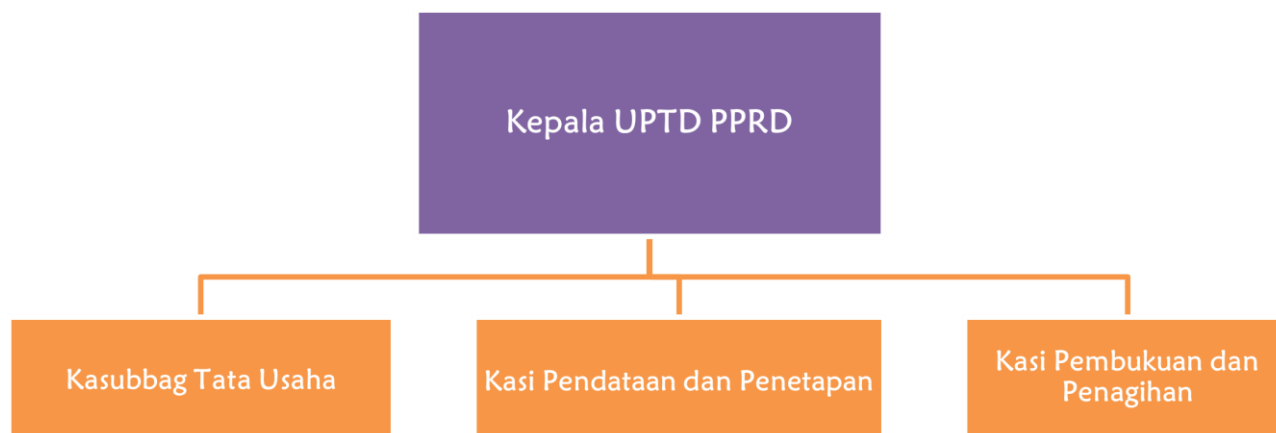 Kepala UPTD PPRD
Kasubbag Tata Usaha
Kasi Pendataan dan Penetapan
Kasi Pembukuan dan
Penagihan